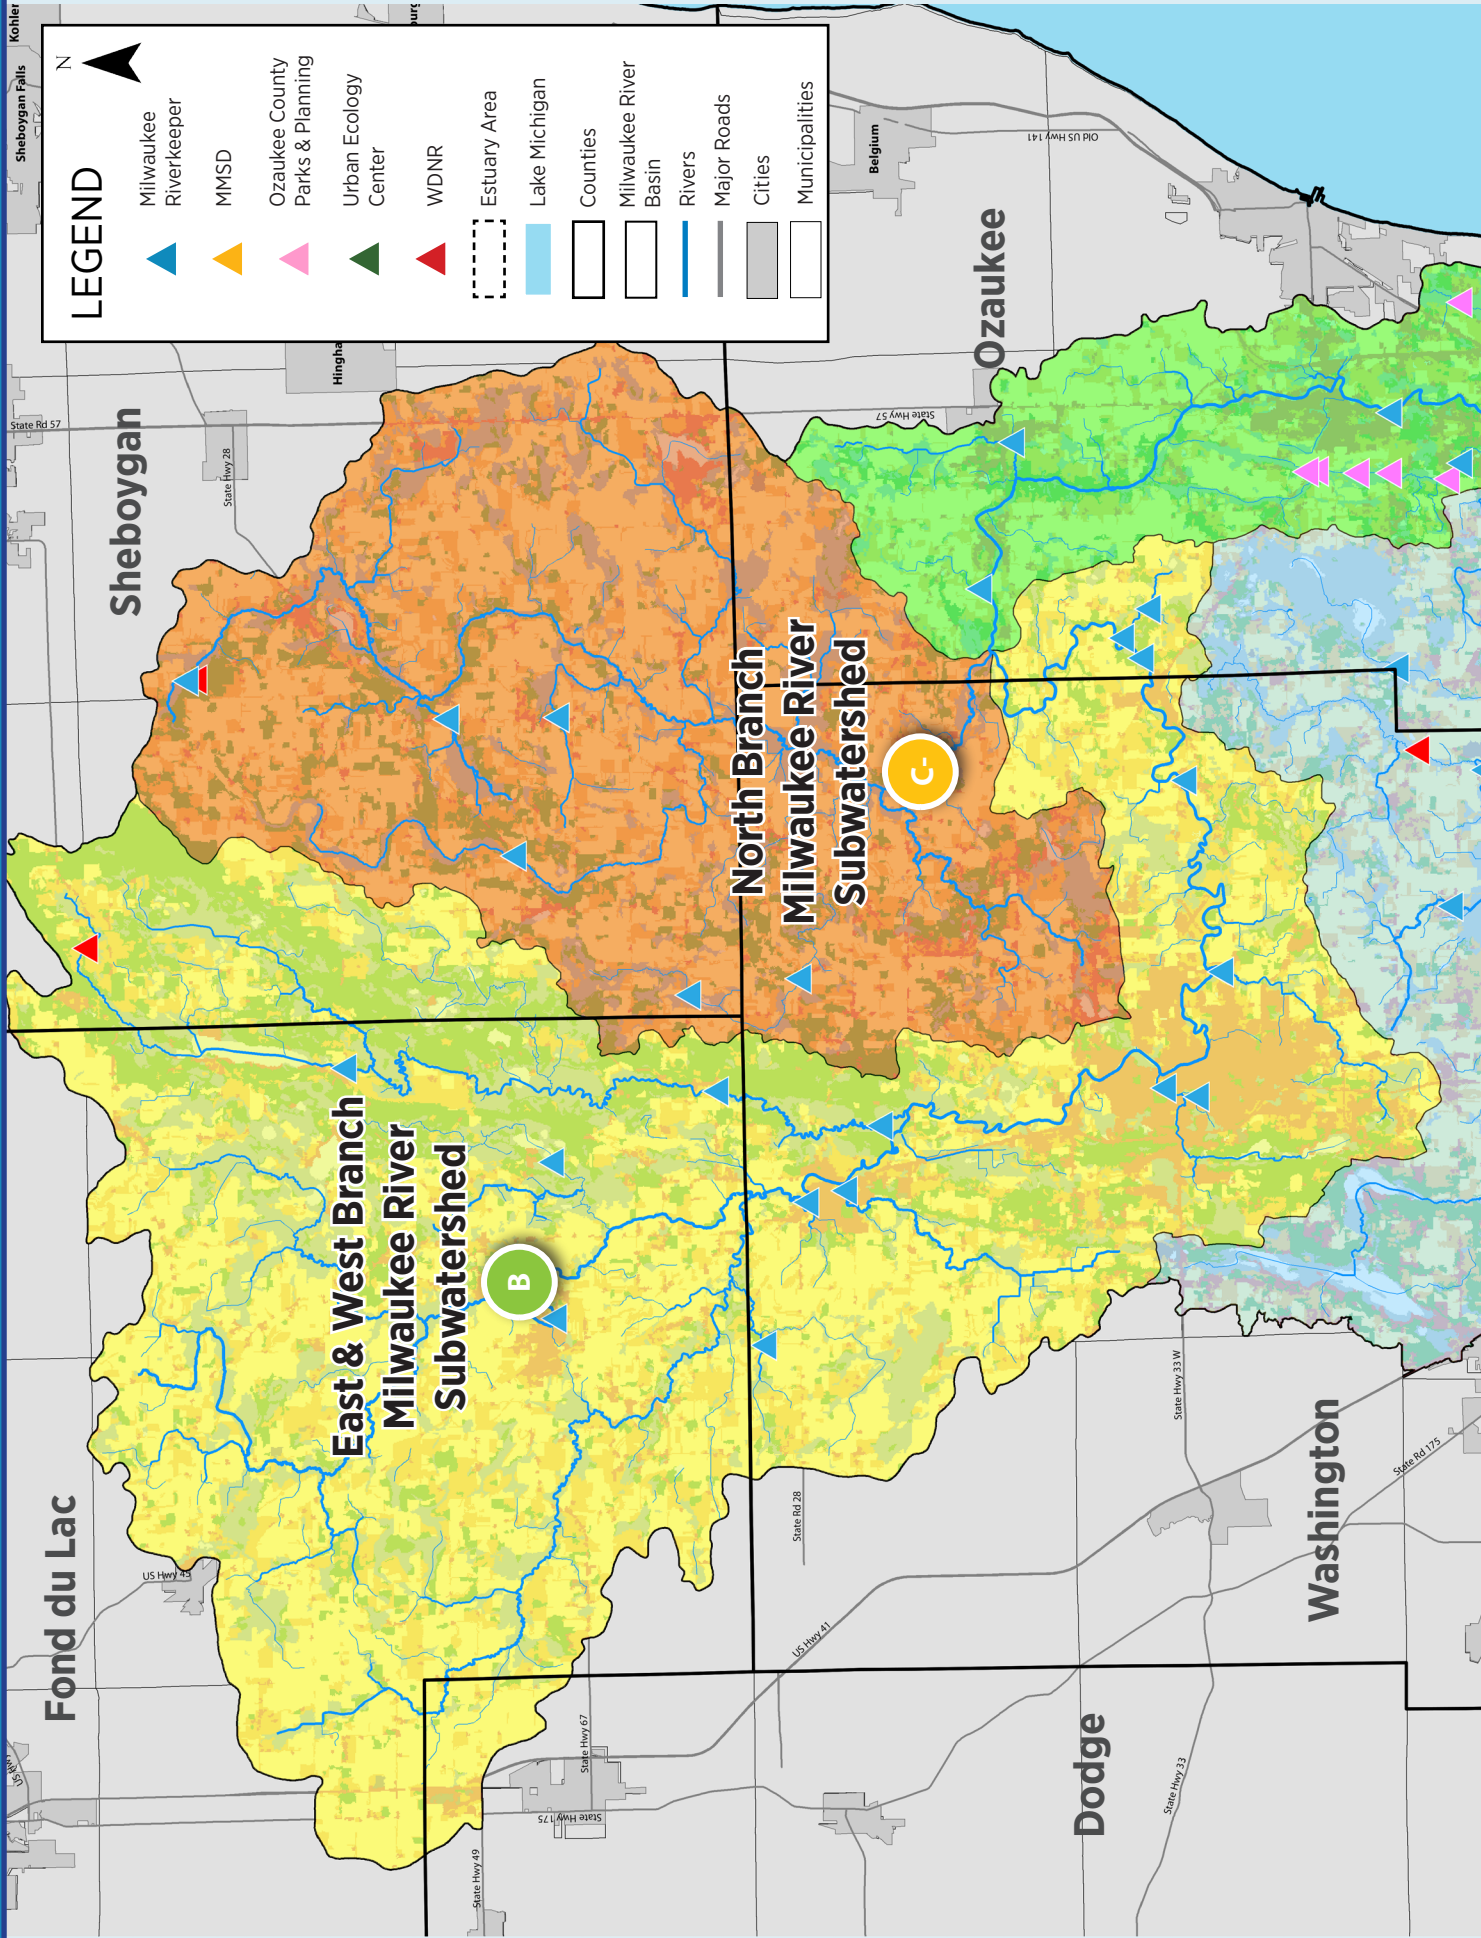 LEGEND
N
Milwaukee
Riverkeeper
MMSD
Ozaukee County
Parks & Planning
Urban Ecology
Center
WDNR
Estuary Area
Lake Michigan
Counties
Milwaukee River
Basin
Rivers
Major Roads
Cities
Municipalities
Kohler
Sheboygan Falls
Hingha
Belgium
Old US Hwy 141
Sheboygan
State Rd 57
State Hwy 28
Ozaukee
State Hwy 57
North Branch
Milwaukee River
Subwatershed
C-
East & West Branch
Milwaukee River
Subwatershed
B
Fond du Lac
US Hwy 45
State Rd 28
US Hwy 41
State Hwy 33 W
State Rd 175
Washington
State Hwy 67
State Hwy 175
State Hwy 49
Dodge
State Hwy 33